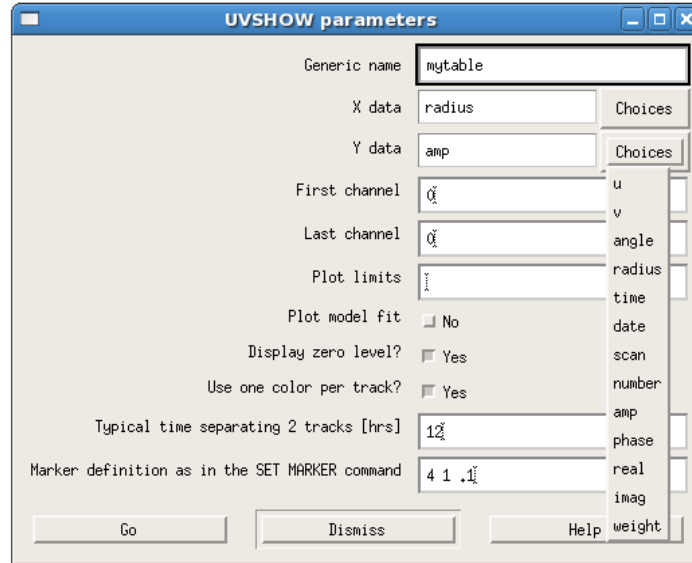 UVSHOW parameters
Generic name mytable
X data radius Choices
Y data amp Choices
First channel 0
Last channel 0
Plot limits
Plot model fit No
Display zero level? Yes
Use one color per track? Yes
Typical time separating 2 tracks [hrs] 12
Marker definition as in the SET MARKER command 4 1 .1
Go Dismiss Help
u
v
angle
radius
time
date
scan
number
amp
phase
real
imag
weight